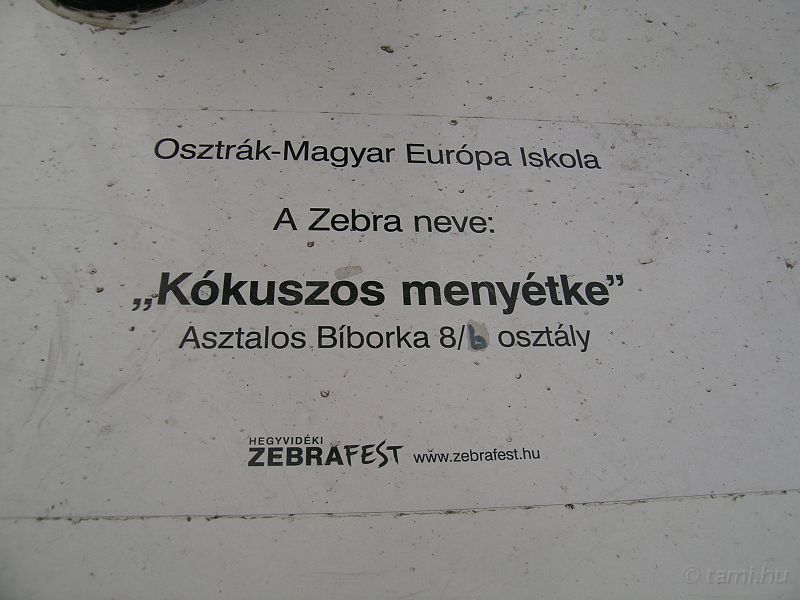 Osztrák-Magyar Európa Iskola
A Zebra neve:
„Kókuszos menyétke”
Asztalos Bíborka 8/b osztály
HEGYVIDÉKI
ZEBRAFEST www.zebrafest.hu
© tami.hu